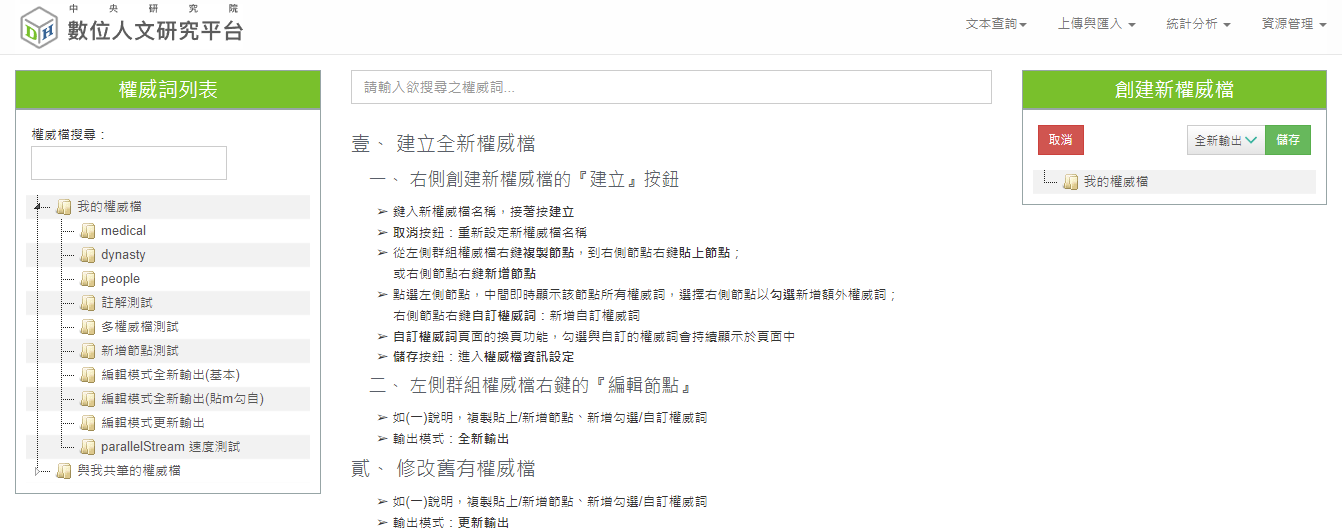 中央研究院
數位人文研究平台
文本查詢 上傳與匯入 統計分析 資源管理
權威詞列表
權威檔搜尋：
我的權威檔
medical
dynasty
people
註解測試
多權威檔測試
新增節點測試
編輯模式全新輸出(基本)
編輯模式全新輸出(貼m勾自)
編輯模式更新輸出
parallelStream 速度測試
與我共筆的權威檔
請輸入欲搜尋之權威詞...
壹、 建立全新權威檔
一、 右側創建新權威檔的『建立』按鈕
➢ 鍵入新權威檔名稱，接著按建立
➢ 取消按鈕：重新設定新權威檔名稱
➢ 從左側群組權威檔右鍵複製節點，到右側節點右鍵貼上節點；
或右側節點右鍵新增節點
➢ 點選左側節點，中間即時顯示該節點所有權威詞，選擇右側節點以勾選新增額外權威詞；
右側節點右鍵自訂權威詞：新增自訂權威詞
➢ 自訂權威詞頁面的換頁功能，勾選與自訂的權威詞會持續顯示於頁面中
➢ 儲存按鈕：進入權威檔資訊設定
二、 左側群組權威檔右鍵的『編輯節點』
➢ 如(一)說明，複製貼上/新增節點、新增勾選/自訂權威詞
➢ 輸出模式：全新輸出
貳、 修改舊有權威檔
➢ 如(一)說明，複製貼上/新增節點、新增勾選/自訂權威詞
➢ 輸出模式：更新輸出
創建新權威檔
取消 全新輸出 儲存
我的權威檔